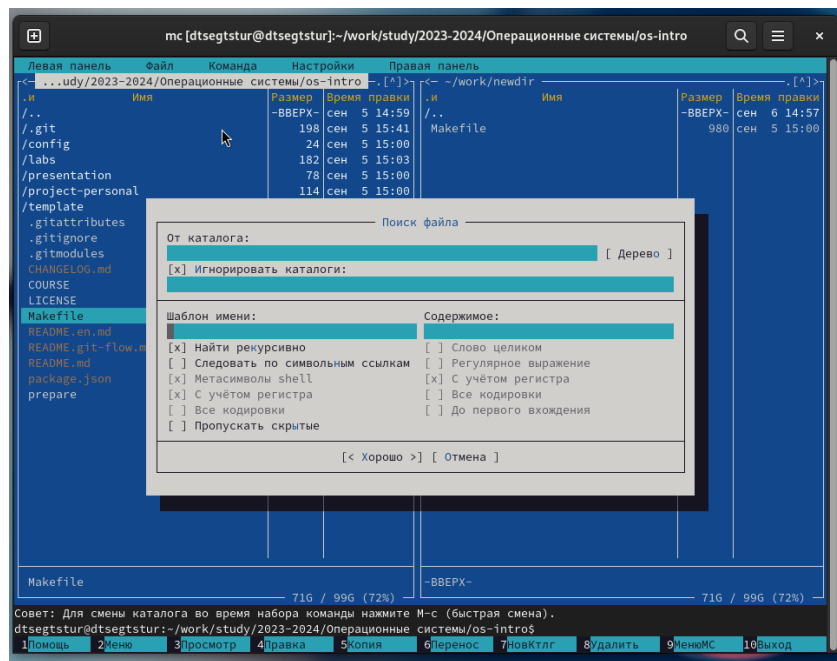 mc [dtsegtstur@dtsegtstur]:~/work/study/2023-2024/Операционные системы/os-intro
Левая панель Файл Команда Настройки Правая панель
<— ...udy/2023-2024/Операционные системы/os-intro —.[^]>
.и Имя Размер Время правки
/.. -ВВЕРХ- сен 5 14:59
/.git 198 сен 5 15:41
/config 24 сен 5 15:00
/labs 182 сен 5 15:03
/presentation 78 сен 5 15:00
/project-personal 114 сен 5 15:00
/template
.gitattributes
.gitignore
.gitmodules
CHANGELOG.md
COURSE
LICENSE
Makefile
README.en.md
README.git-flow.m
README.md
package.json
prepare
Makefile
71G / 99G (72%)
<— ~/work/newdir —.[^]>
.и Имя Размер Время правки
/.. -ВВЕРХ- сен 6 14:57
Makefile 980 сен 5 15:00
-ВВЕРХ-
71G / 99G (72%)
Поиск файла
От каталога:
[ Дерево ]
[x] Игнорировать каталоги:
Шаблон имени: Содержимое:
[x] Найти рекурсивно [ ] Слово целиком
[ ] Следовать по символьным ссылкам [ ] Регулярное выражение
[x] Метасимволы shell [x] С учётом регистра
[x] С учётом регистра [ ] Все кодировки
[ ] Все кодировки [ ] До первого вхождения
[ ] Пропускать скрытые
[< Хорошо >] [ Отмена ]
Совет: Для смены каталога во время набора команды нажмите M-c (быстрая смена).
dtsegtstur@dtsegtstur:~/work/study/2023-2024/Операционные системы/os-intro$
1Помощь 2Меню 3Просмотр 4Правка 5Копия 6Перенос 7НовКтлг 8Удалить 9МенюMC 10Выход